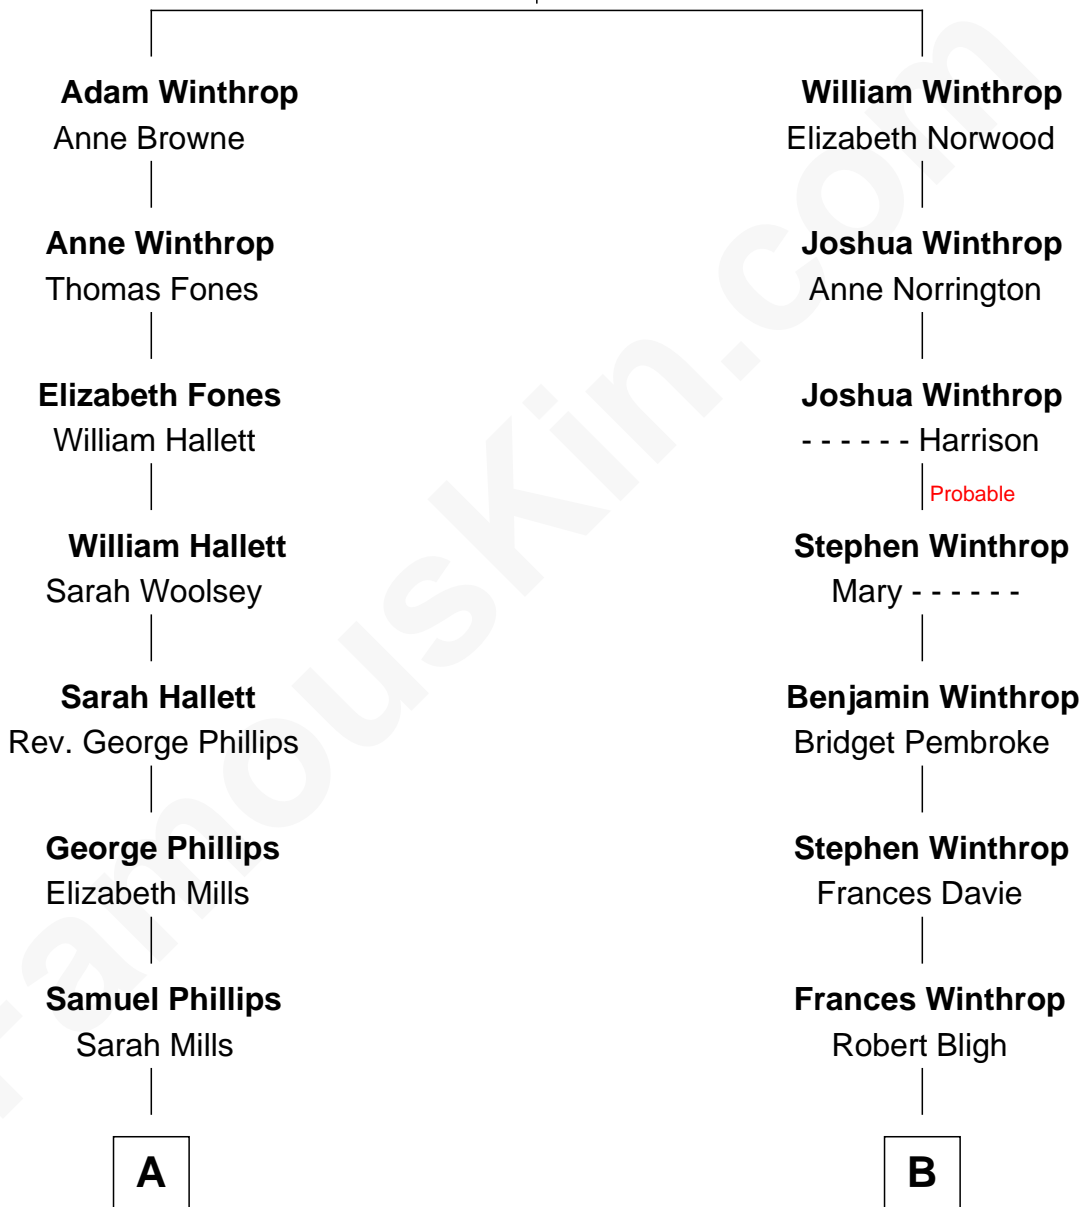 Adam Winthrop
Anne Browne
Anne Winthrop
Thomas Fones
Elizabeth Fones
William Hallett
William Hallett
Sarah Woolsey
Sarah Hallett
Rev. George Phillips
George Phillips
Elizabeth Mills
Samuel Phillips
Sarah Mills
A
William Winthrop
Elizabeth Norwood
Joshua Winthrop
Anne Norrington
Joshua Winthrop
- - - - - - Harrison
Probable
Stephen Winthrop
Mary - - - - - -
Benjamin Winthrop
Bridget Pembroke
Stephen Winthrop
Frances Davie
Frances Winthrop
Robert Bligh
B
FamousKin.com